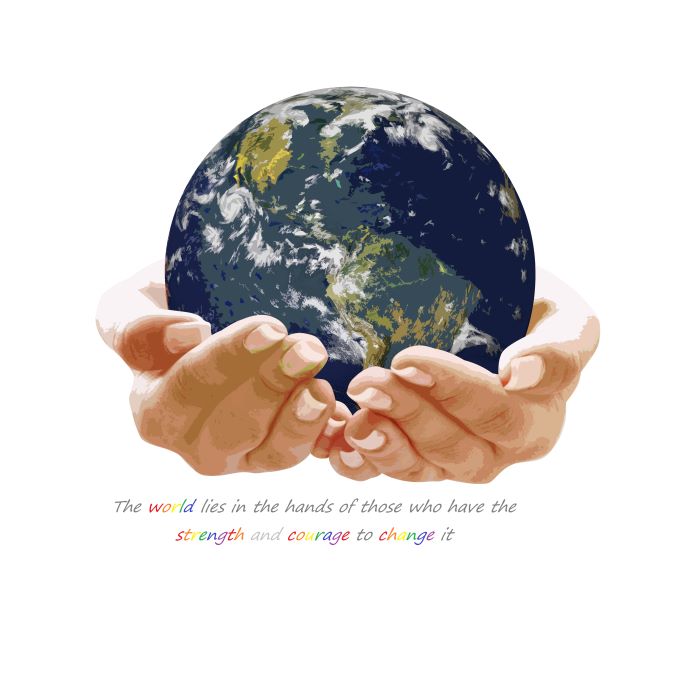 The world lies in the hands of those who have the
strength and courage to change it